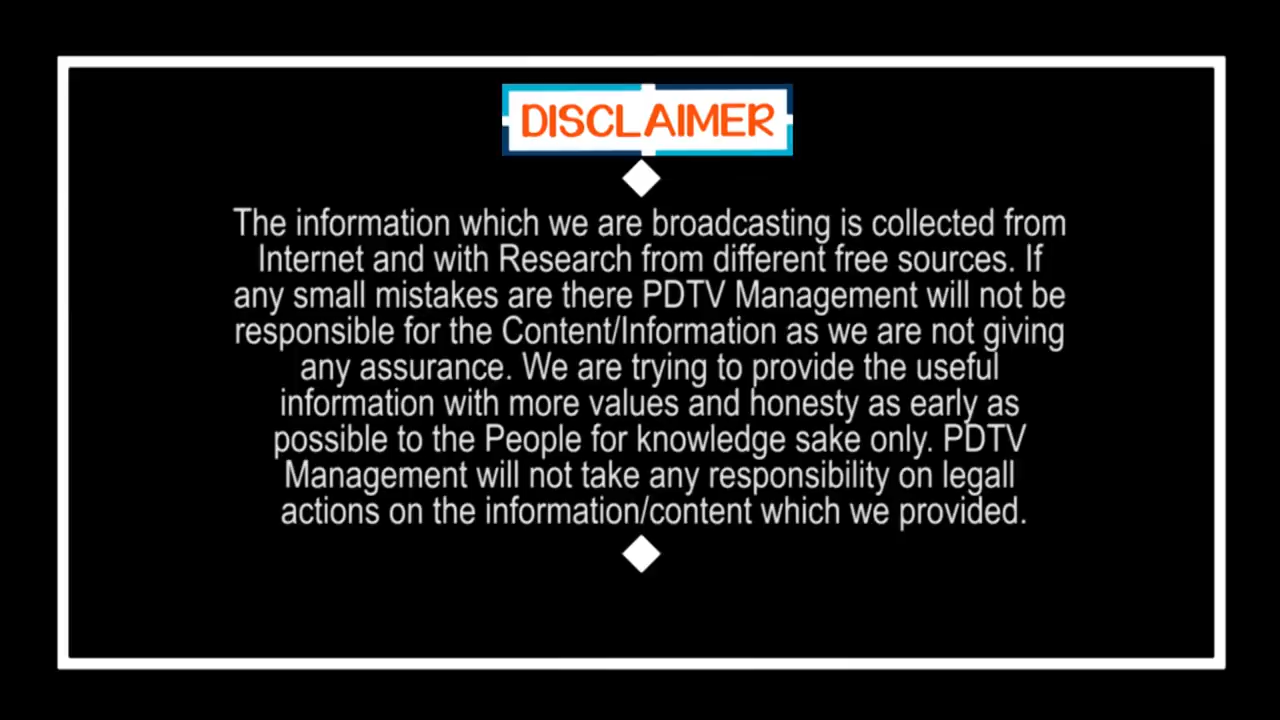 DISCLAIMER
The information which we are broadcasting is collected from
Internet and with Research from different free sources. If
any small mistakes are there PDTV Management will not be
responsible for the Content/Information as we are not giving
any assurance. We are trying to provide the useful
information with more values and honesty as early as
possible to the People for knowledge sake only. PDTV
Management will not take any responsibility on legall
actions on the information/content which we provided.